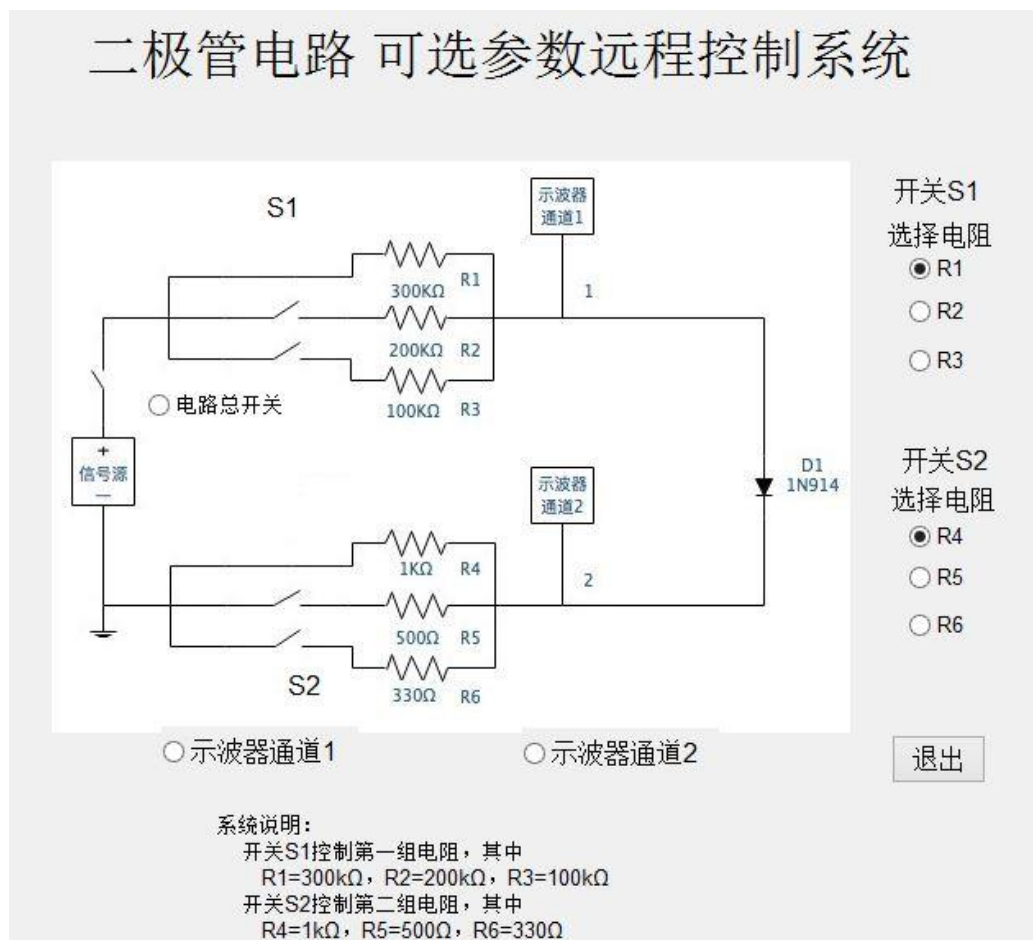 二极管电路 可选参数远程控制系统
S1
示波器
通道1
开关S1
选择电阻
R1
R2
R3
300KΩ R1
1
200KΩ R2
100KΩ R3
电路总开关
+
信号源
—
示波器
通道2
D1
1N914
开关S2
选择电阻
R4
R5
R6
1KΩ R4
2
500Ω R5
S2
330Ω R6
示波器通道1
示波器通道2
退出
系统说明:
开关S1控制第一组电阻,其中
R1=300kΩ,R2=200kΩ,R3=100kΩ
开关S2控制第二组电阻,其中
R4=1kΩ,R5=500Ω,R6=330Ω